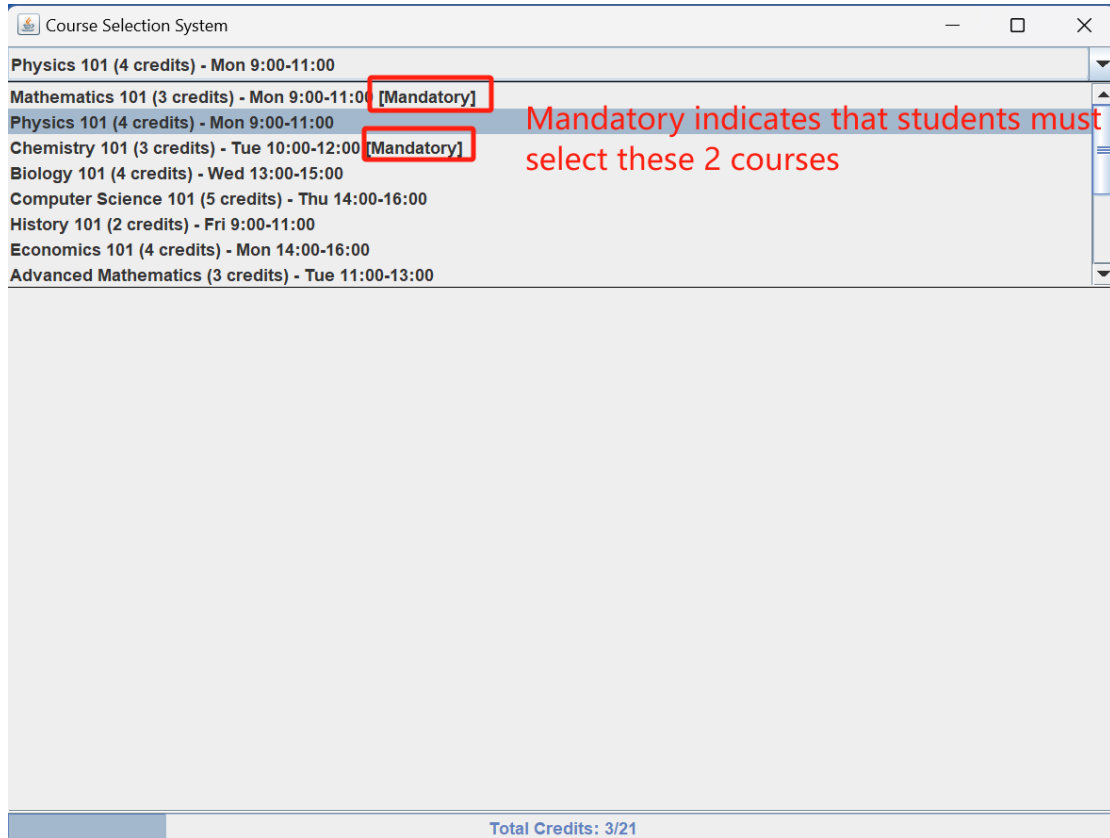 Course Selection System
Physics 101 (4 credits) - Mon 9:00-11:00
Mathematics 101 (3 credits) - Mon 9:00-11:00 [Mandatory]
Physics 101 (4 credits) - Mon 9:00-11:00
Chemistry 101 (3 credits) - Tue 10:00-12:00 [Mandatory]
Biology 101 (4 credits) - Wed 13:00-15:00
Computer Science 101 (5 credits) - Thu 14:00-16:00
History 101 (2 credits) - Fri 9:00-11:00
Economics 101 (4 credits) - Mon 14:00-16:00
Advanced Mathematics (3 credits) - Tue 11:00-13:00
Mandatory indicates that students must
select these 2 courses
Total Credits: 3/21